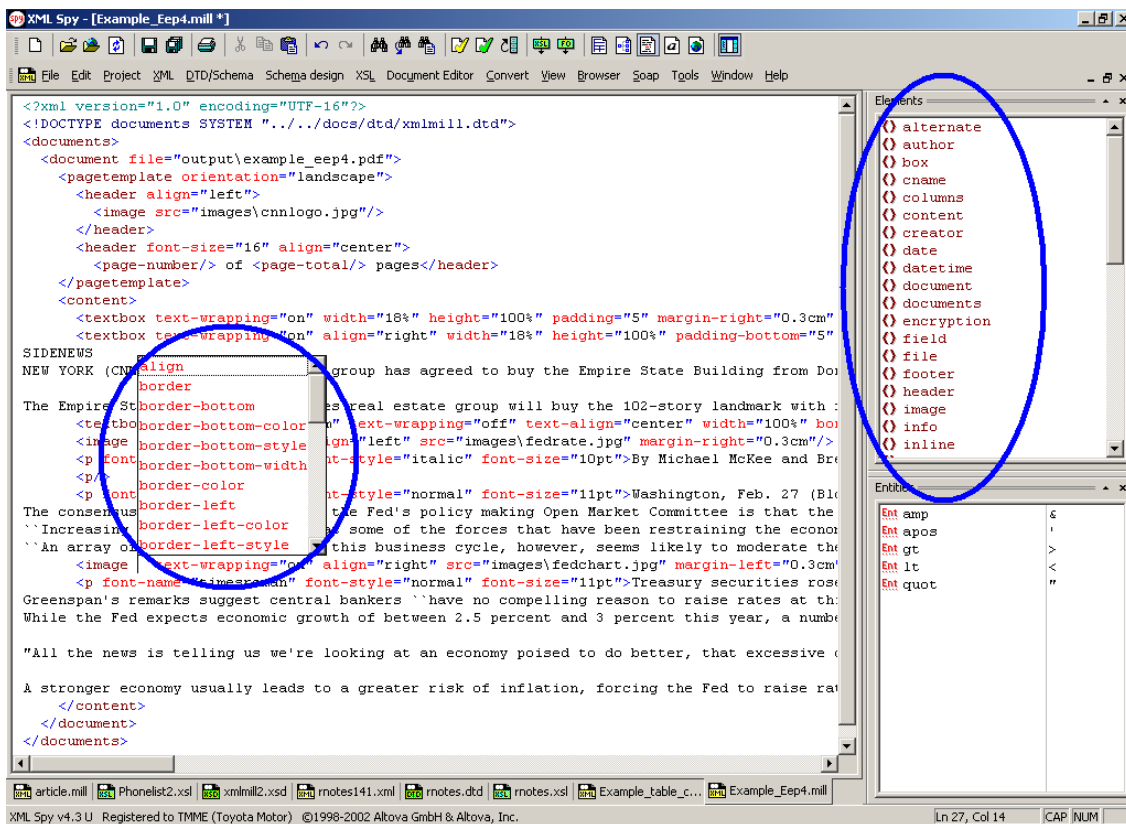 XML Spy - [Example_Eep4.mill *]
File Edit Project XML DTD/Schema Schema design XSL Document Editor Convert View Browser Soap Tools Window Help
<?xml version="1.0" encoding="UTF-16"?>
<!DOCTYPE documents SYSTEM "../../docs/dtd/xmlmill.dtd">
<documents>
<document file="output\example_eep4.pdf">
<pagetemplate orientation="landscape">
<header align="left">
<image src="images\cnnlogo.jpg"/>
</header>
<header font-size="16" align="center">
<page-number/> of <page-total/> pages</header>
</pagetemplate>
<content>
<textbox text-wrapping="on" width="18%" height="100%" padding="5" margin-right="0.3cm"
<textbox text-wrapping="on" align="right" width="18%" height="100%" padding-bottom="5"
SIDENEWS
NEW YORK (CN group has agreed to buy the Empire State Building from Do
The Empire St es real estate group will buy the 102-story landmark with
<textbo " text-wrapping="off" text-align="center" width="100%" bo
<image ign="left" src="images\fedrate.jpg" margin-right="0.3cm"/>
<p font nt-style="italic" font-size="10pt">By Michael McKee and Bre
<p/>
<p font nt-style="normal" font-size="11pt">Washington, Feb. 27 (Blo
The consensus the Fed's policy making Open Market Committee is that the
``Increasing as some of the forces that have been restraining the econo
``An array o this business cycle, however, seems likely to moderate the
<image text-wrapping="on" align="right" src="images\fedchart.jpg" margin-left="0.3cm"
<p font-name="timesroman" font-style="normal" font-size="11pt">Treasury securities rose
Greenspan's remarks suggest central bankers ``have no compelling reason to raise rates at th
While the Fed expects economic growth of between 2.5 percent and 3 percent this year, a numbe
"All the news is telling us we're looking at an economy poised to do better, that excessive
A stronger economy usually leads to a greater risk of inflation, forcing the Fed to raise ra
</content>
</document>
</documents>
align
border
border-bottom
border-bottom-color
border-bottom-style
border-bottom-width
border-color
border-left
border-left-color
border-left-style
Elements
alternate
author
box
cname
columns
content
creator
date
datetime
document
documents
encryption
field
file
footer
header
image
info
inline
Entities
Ent amp &
Ent apos '
Ent gt >
Ent lt <
Ent quot "
article.mill Phonelist2.xsl xmlmill2.xsd rnotes141.xml rnotes.dtd rnotes.xsl Example_table_c... Example_Eep4.mill
XML Spy v4.3 U Registered to TMME (Toyota Motor) ©1998-2002 Altova GmbH & Altova, Inc. Ln 27, Col 14 CAP NUM